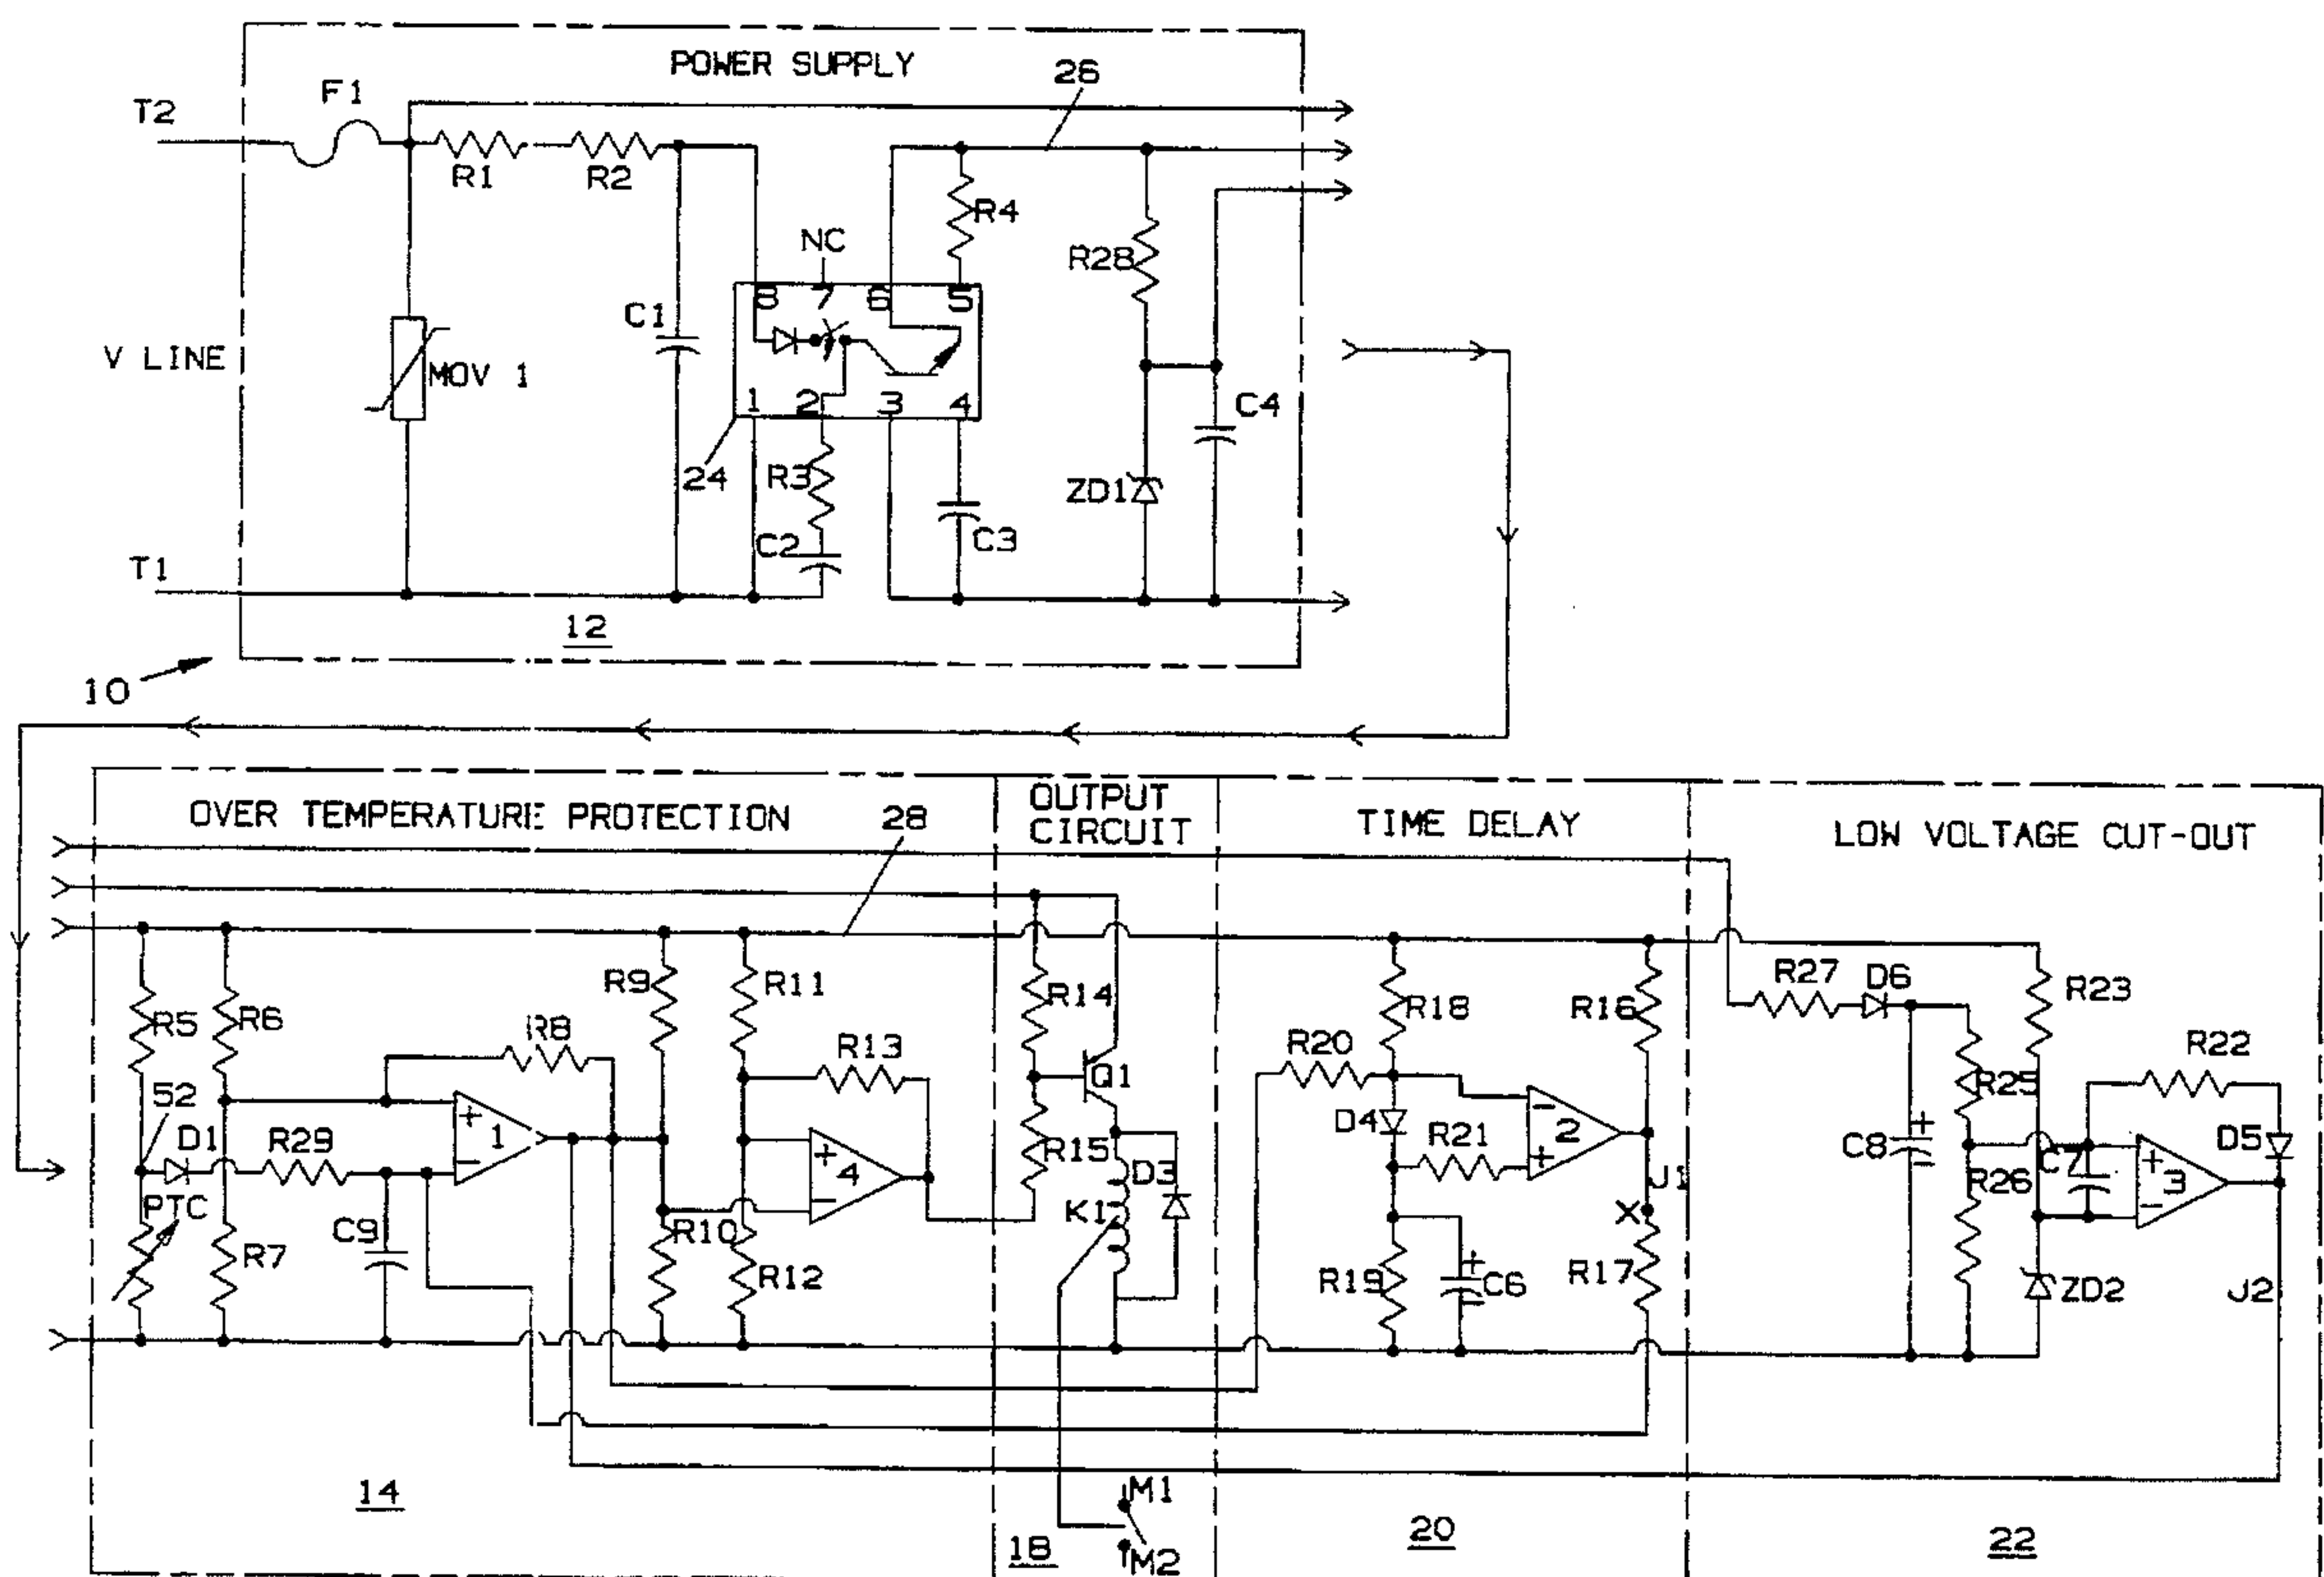 POWER SUPPLY
26
T2
F1
R1
R2
R4
NC
R28
8 7 6 5
C1
V LINE
MOV 1
1 2 3 4
C4
24
R3
ZD1
C2
C3
T1
12
10
OVER TEMPERATURE PROTECTION
28
OUTPUT
CIRCUIT
TIME DELAY
LOW VOLTAGE CUT-OUT
R5
R6
R8
R9
R11
R13
R14
Q1
R18
R16
R20
R27
D6
R23
R22
R25
52
D1
R29
+
1
-
+
4
-
R15
D3
D4
R21
-
2
+
J1
C8
+
-
C7
+
3
-
D5
PTC
C9
R7
R10
R12
K1
X
R26
R19
+
C6
-
R17
ZD2
J2
14
M1
18
M2
20
22